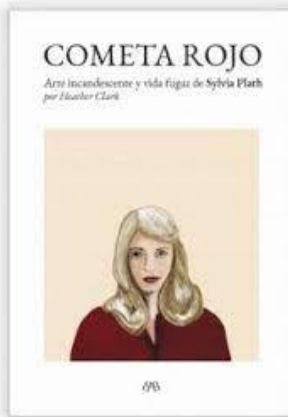 COMETA ROJO
Arte incandescente y vida fugaz de Sylvia Plath
por Heather Clark